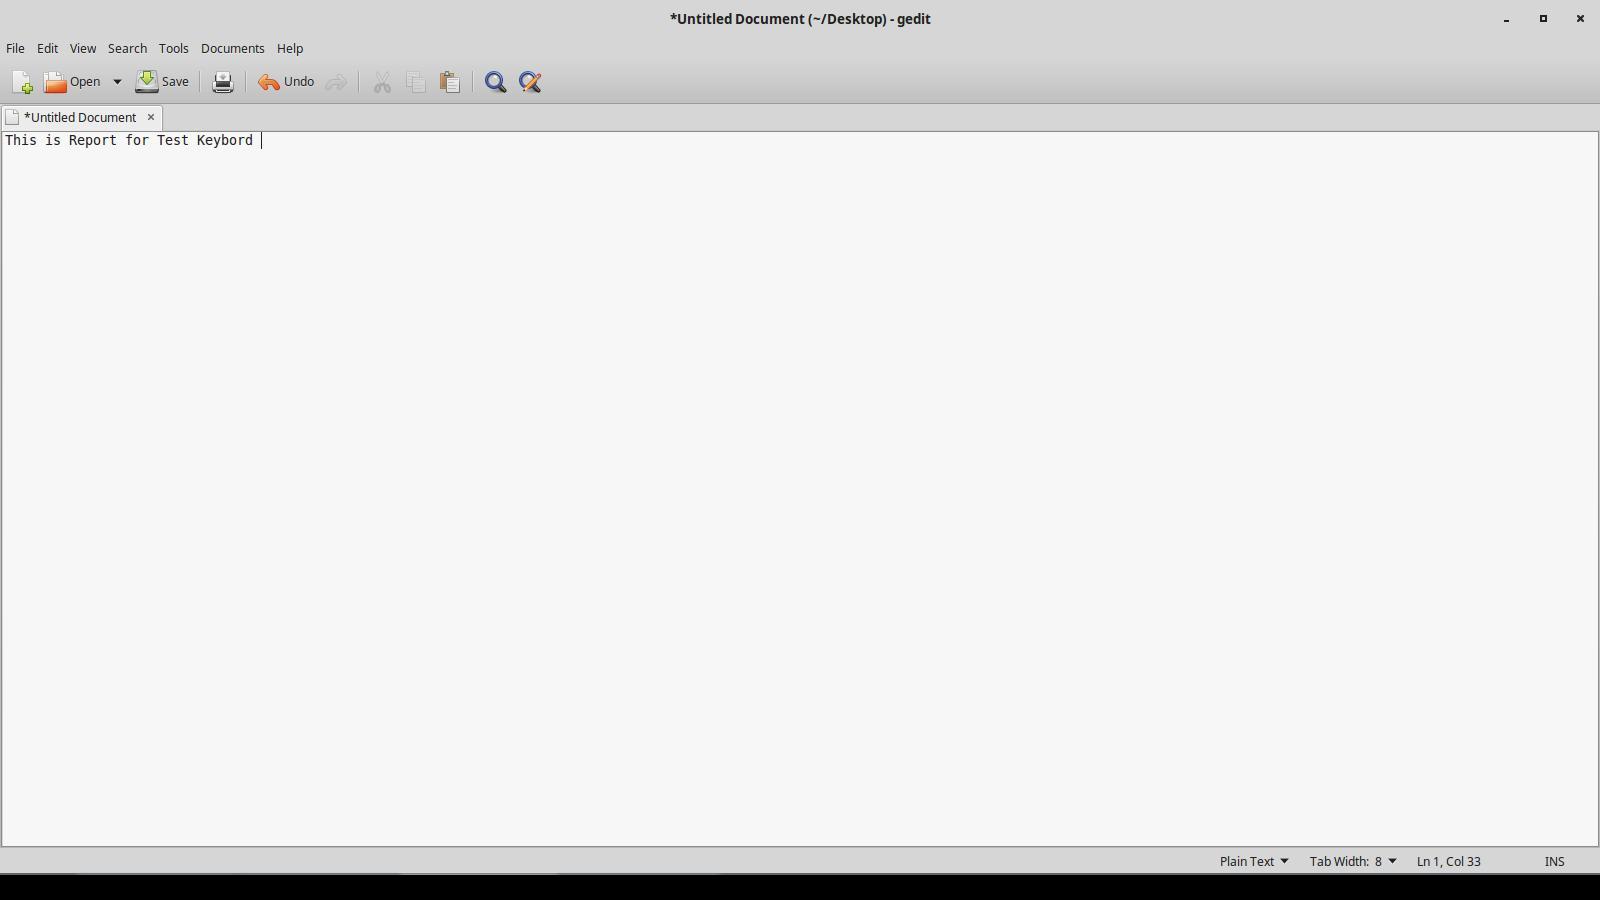 *Untitled Document (~/Desktop) - gedit
File Edit View Search Tools Documents Help
Open Save Undo
*Untitled Document
This is Report for Test Keybord
Plain Text Tab Width: 8 Ln 1, Col 33 INS